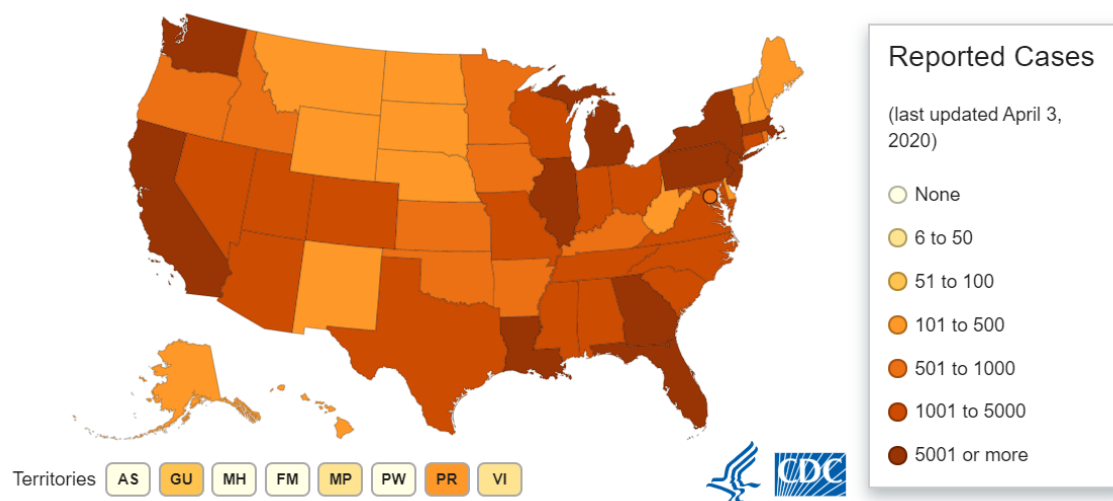 Reported Cases
(last updated April 3,
2020)
None
6 to 50
51 to 100
101 to 500
501 to 1000
1001 to 5000
5001 or more
Territories AS GU MH FM MP PW PR VI
CDC